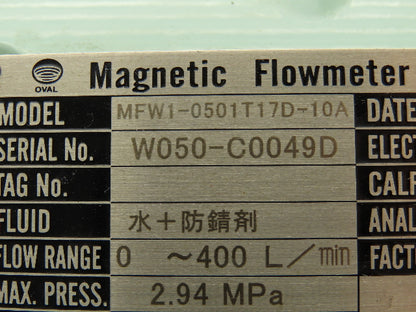 OVAL Magnetic Flowmeter
MODEL MFW1-0501T17D-10A DATE
SERIAL No. W050-C0049D ELECT
TAG No. CALF
FLUID 水+防錆剤 ANAL
FLOW RANGE 0 ~400 L/min FACT
MAX. PRESS. 2.94 MPa